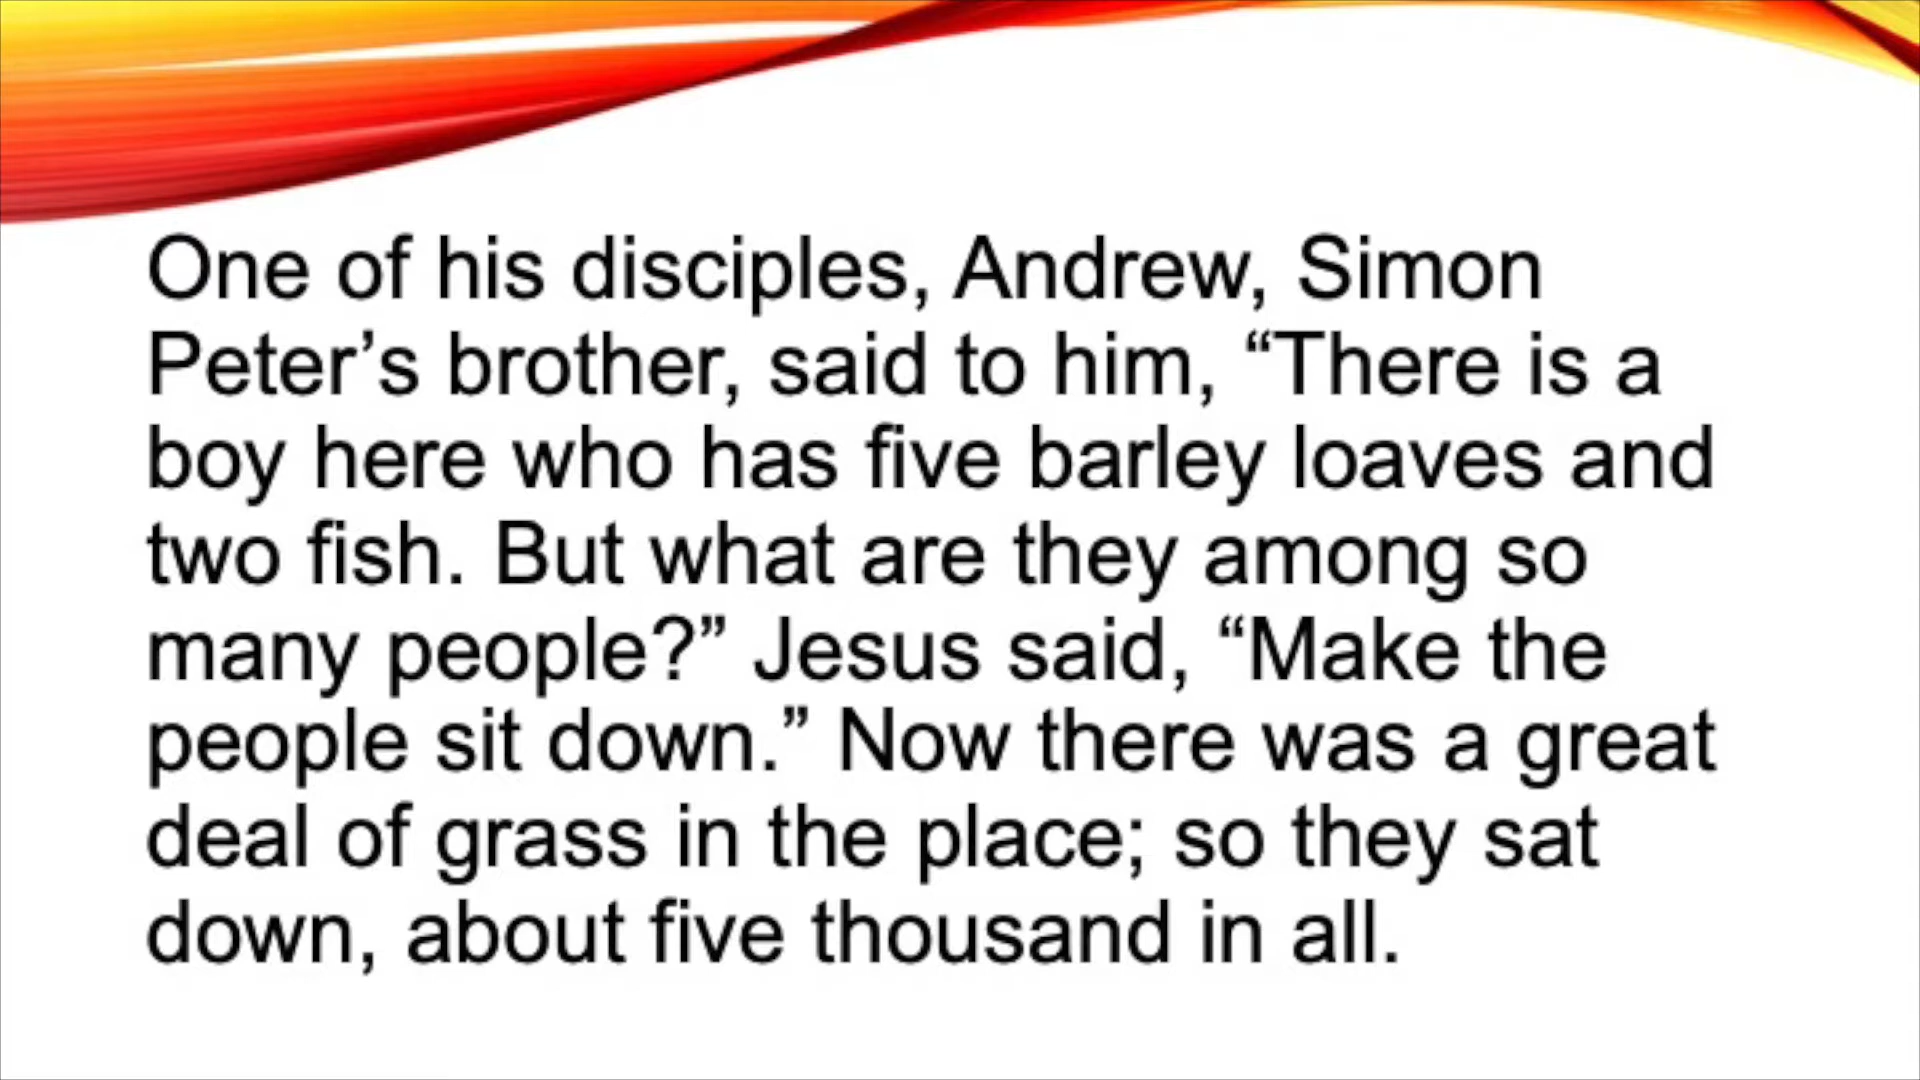 One of his disciples, Andrew, Simon
Peter’s brother, said to him, “There is a
boy here who has five barley loaves and
two fish. But what are they among so
many people?” Jesus said, “Make the
people sit down.” Now there was a great
deal of grass in the place; so they sat
down, about five thousand in all.